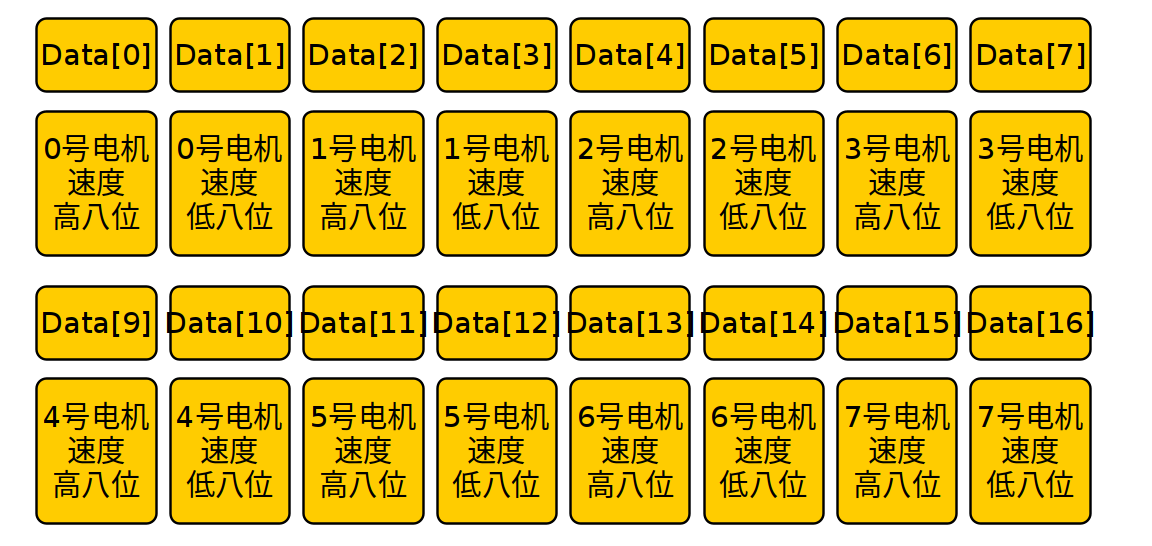 Data[0] Data[1] Data[2] Data[3] Data[4] Data[5] Data[6] Data[7]
0号电机 0号电机 1号电机 1号电机 2号电机 2号电机 3号电机 3号电机
速度 速度 速度 速度 速度 速度 速度 速度
高八位 低八位 高八位 低八位 高八位 低八位 高八位 低八位
Data[9] Data[10] Data[11] Data[12] Data[13] Data[14] Data[15] Data[16]
4号电机 4号电机 5号电机 5号电机 6号电机 6号电机 7号电机 7号电机
速度 速度 速度 速度 速度 速度 速度 速度
高八位 低八位 高八位 低八位 高八位 低八位 高八位 低八位